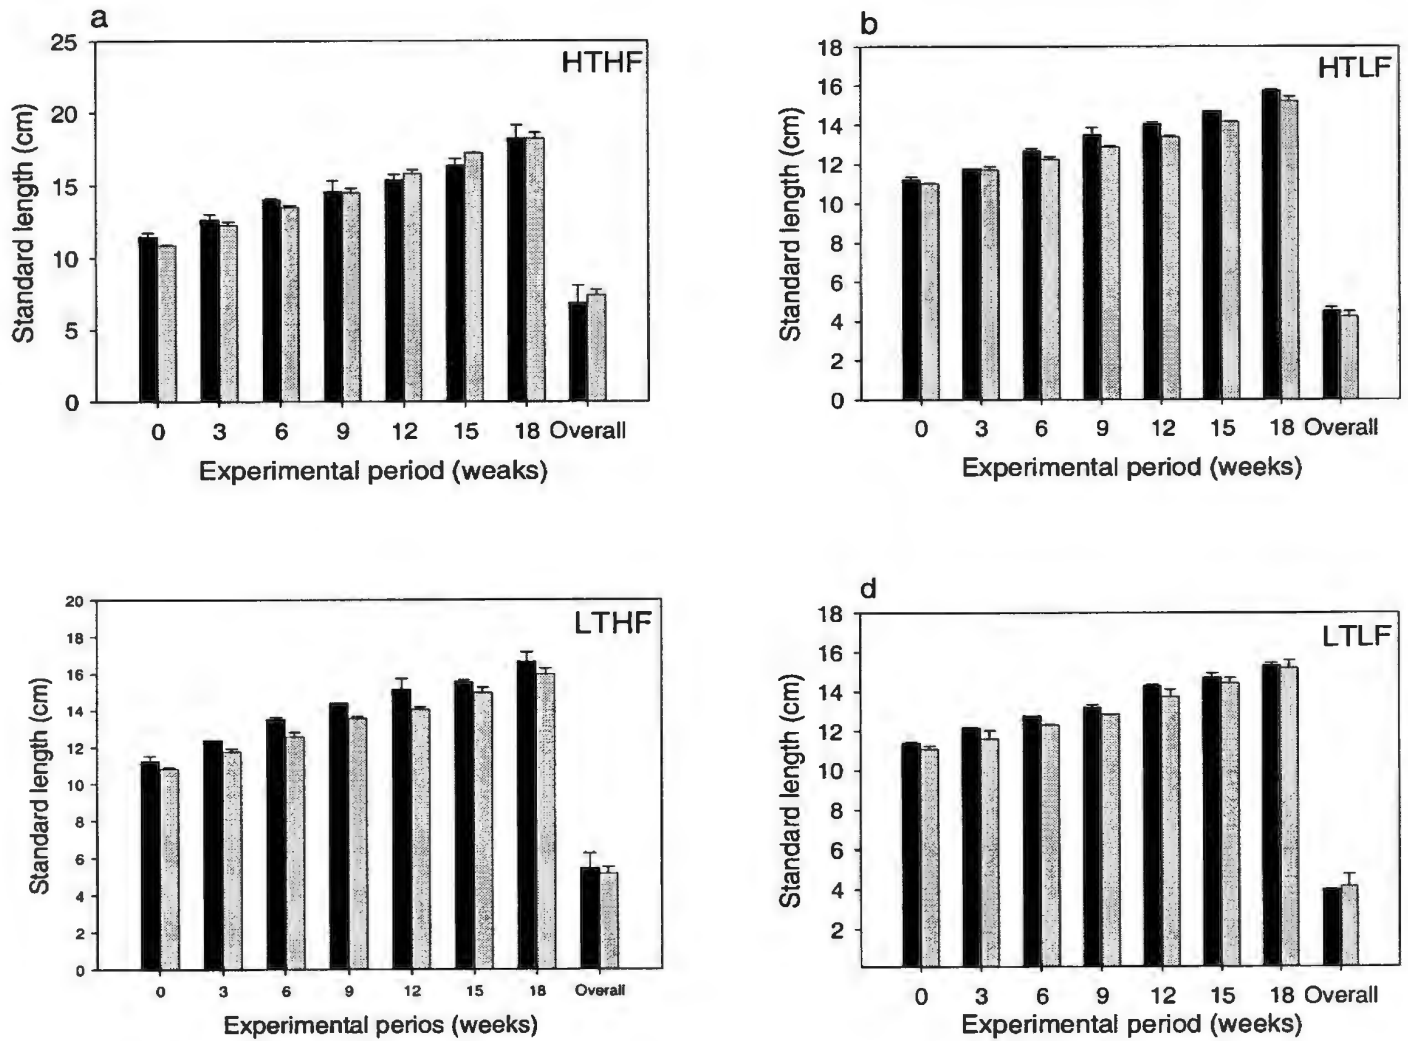 a
HTHF
Standard length (cm)
25
20
15
10
5
0
0 3 6 9 12 15 18 Overall
Experimental period (weaks)
b
HTLF
Standard length (cm)
18
16
14
12
10
8
6
4
2
0
0 3 6 9 12 15 18 Overall
Experimental period (weeks)
LTHF
Standard length (cm)
20
18
16
14
12
10
8
6
4
2
0
0 3 6 9 12 15 18 Overall
Experimental perios (weeks)
d
LTLF
Standard length (cm)
18
16
14
12
10
8
6
4
2
0 3 6 9 12 15 18 Overall
Experimental period (weeks)